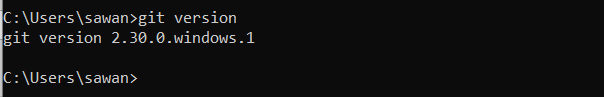 C:\Users\sawan>git version
git version 2.30.0.windows.1
C:\Users\sawan>